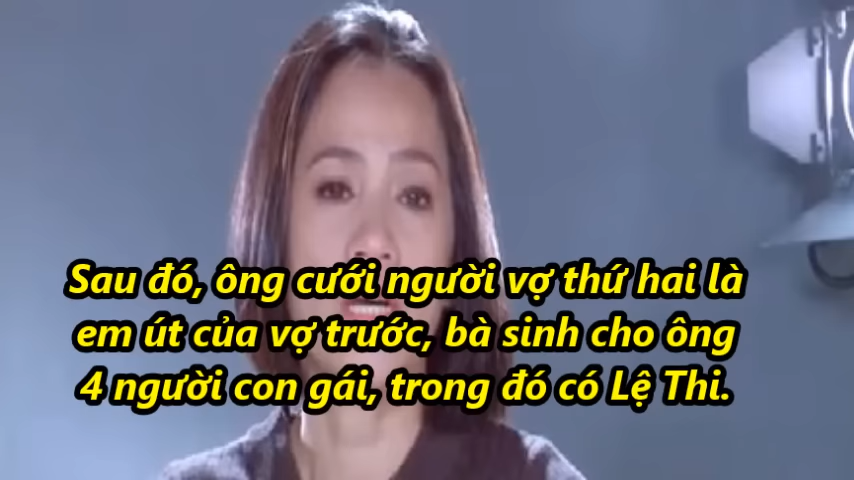 Sau đó, ông cưới người vợ thứ hai là
em út của vợ trước, bà sinh cho ông
4 người con gái, trong đó có Lệ Thi.